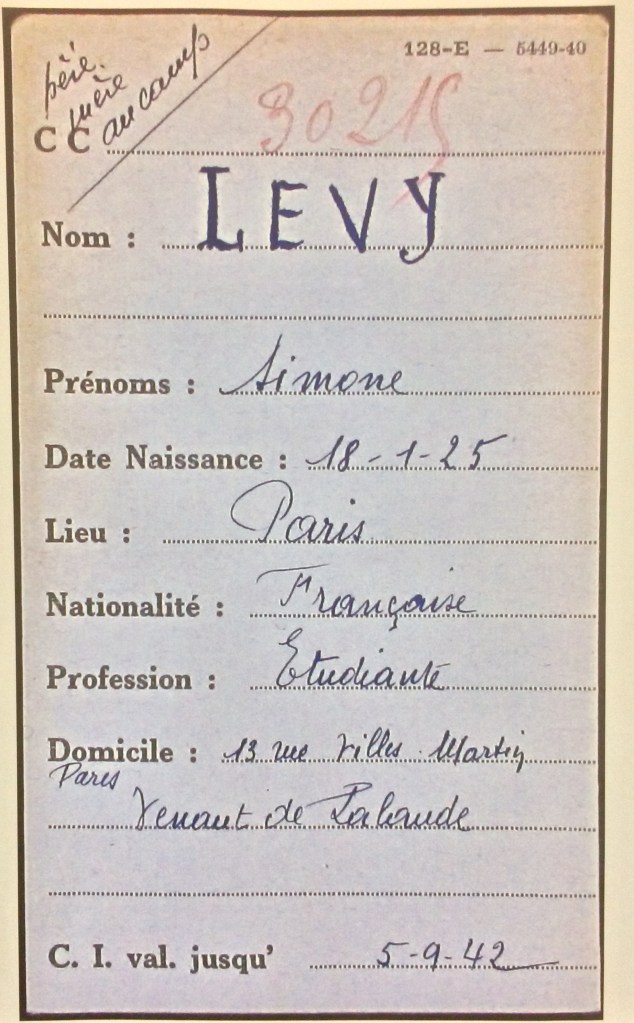 128-E — 5449-40
père
mère
au camp
CC
30215
Nom : LEVY
Prénoms : Simone
Date Naissance : 18-1-25
Lieu : Paris
Nationalité : Française
Profession : Etudiante
Domicile : 13 rue Villes Martin
Paris
Venant de Lalande
C. I. val. jusqu' 5-9-42